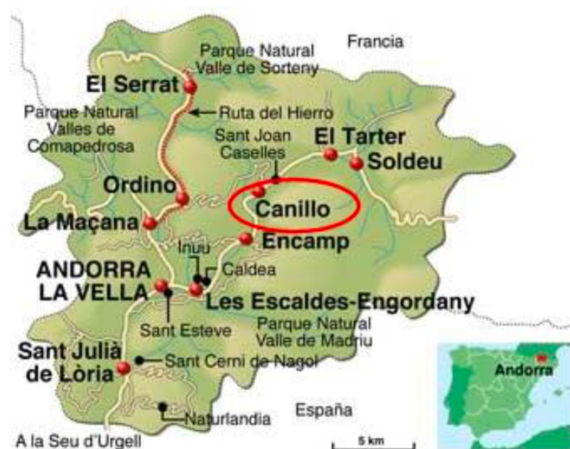 Parque Natural
Valle de Sorteny
Francia
El Serrat
Parque Natural
Valles de
Comapedrosa
Ruta del Hierro
Sant Joan
Caselles
El Tarter
Soldeu
Ordino
Canillo
La Maçana
Encamp
Inuu
Caldea
ANDORRA
LA VELLA
Les Escaldes-Engordany
Sant Esteve
Parque Natural
Valle de Madriu
Sant Julià
de Lòria
Sant Cerni de Nagol
Andorra
Naturlandia
España
A la Seu d'Urgell
5 km